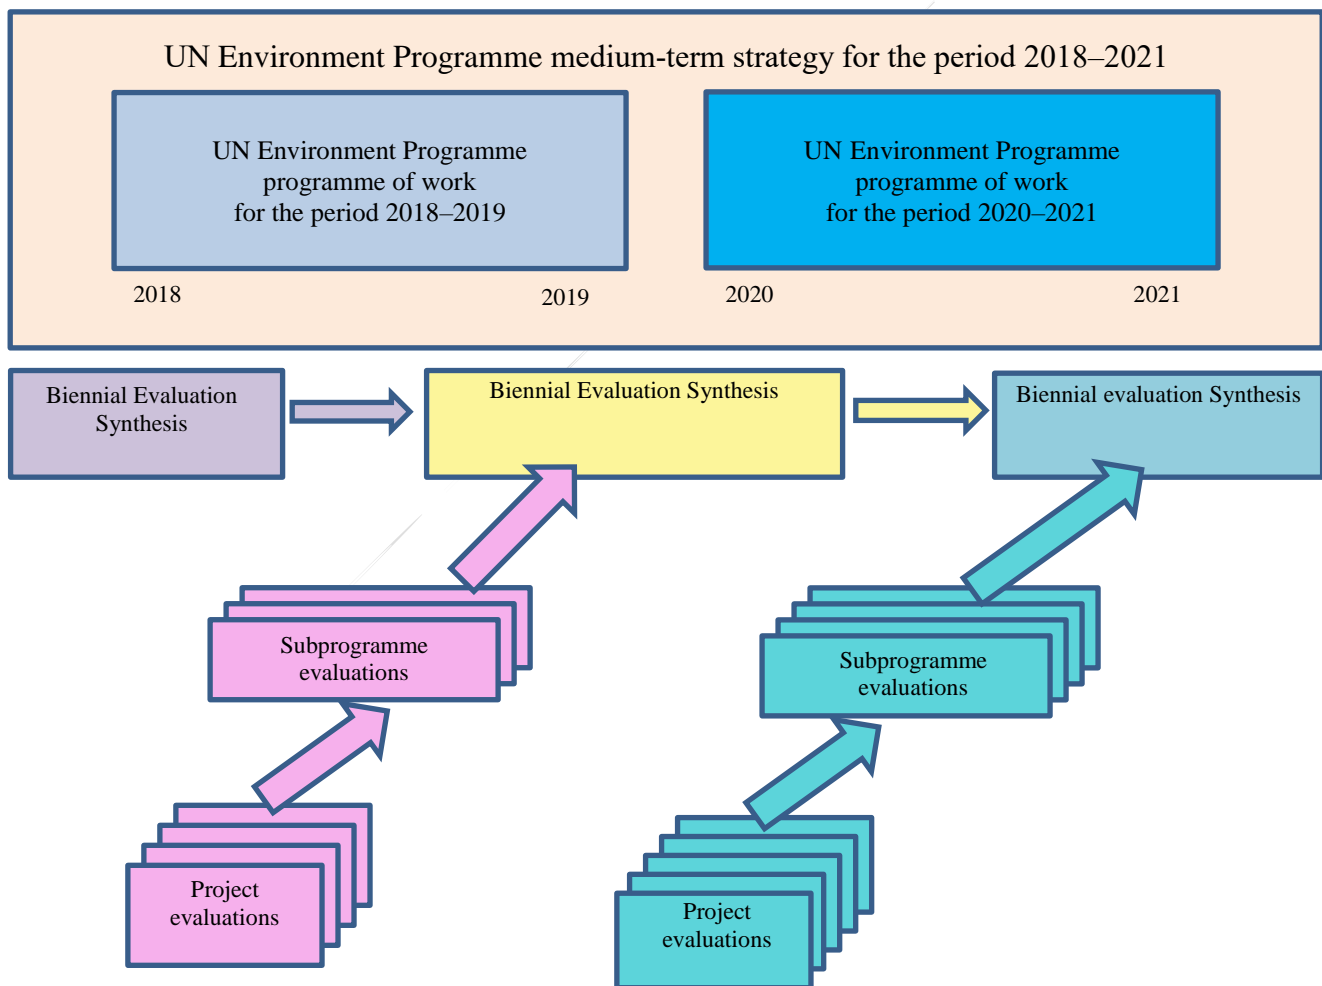 UN Environment Programme medium-term strategy for the period 2018–2021
UN Environment Programme
programme of work
for the period 2018–2019
UN Environment Programme
programme of work
for the period 2020–2021
2018
2019
2020
2021
Biennial Evaluation
Synthesis
Biennial Evaluation Synthesis
Biennial evaluation Synthesis
Subprogramme
evaluations
Subprogramme
evaluations
Project
evaluations
Project
evaluations